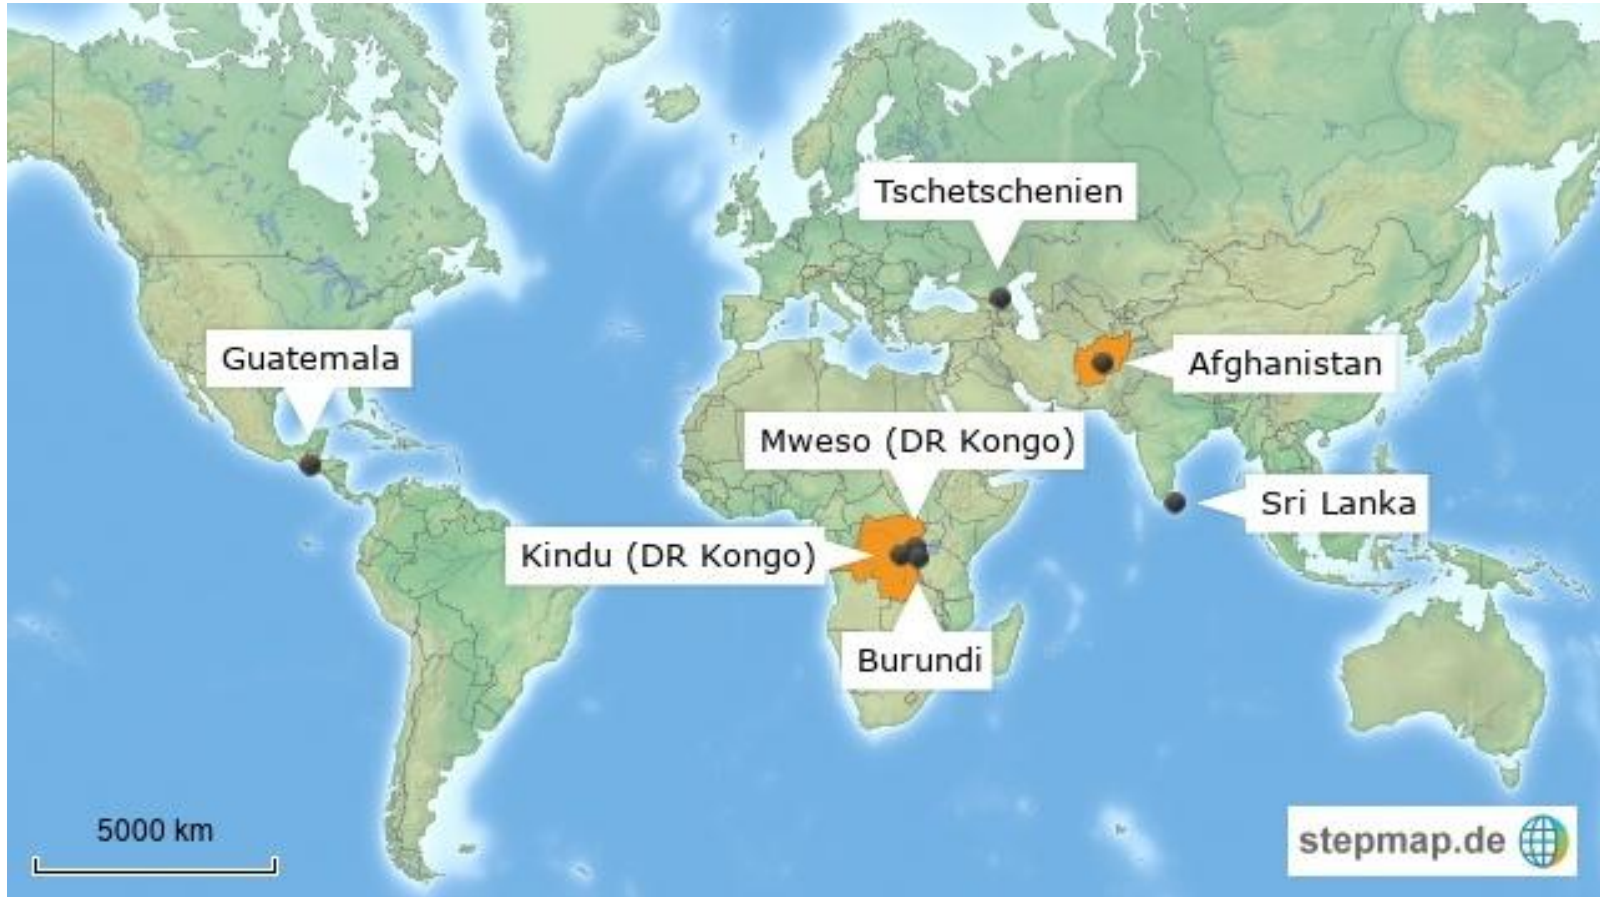 Tschetschenien
Guatemala
Afghanistan
Mweso (DR Kongo)
Sri Lanka
Kindu (DR Kongo)
Burundi
5000 km
stepmap.de